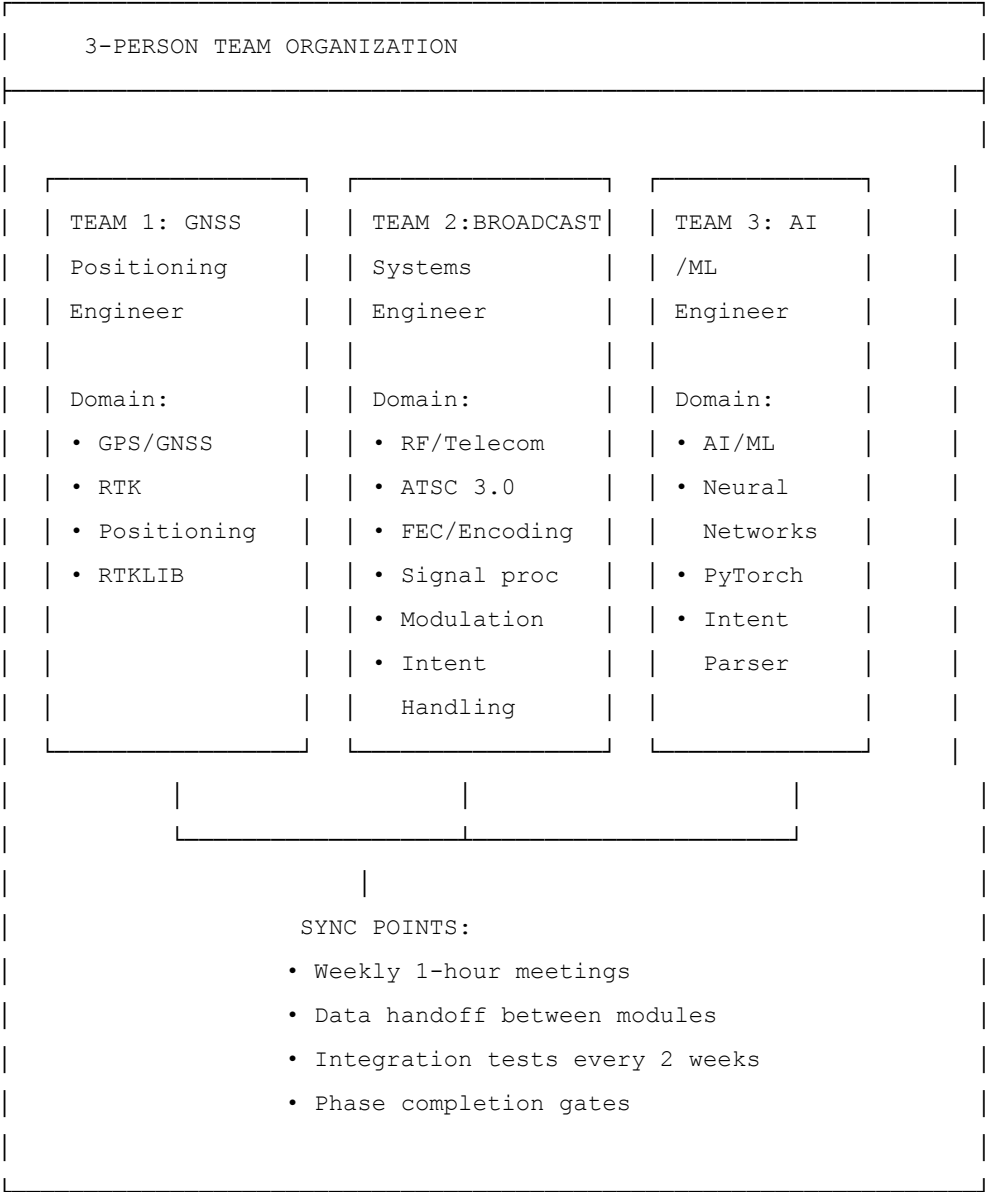 3-PERSON TEAM ORGANIZATION
TEAM 1: GNSS
Positioning
Engineer
Domain:
• GPS/GNSS
• RTK
• Positioning
• RTKLIB
TEAM 2:BROADCAST
Systems
Engineer
Domain:
• RF/Telecom
• ATSC 3.0
• FEC/Encoding
• Signal proc
• Modulation
• Intent
Handling
TEAM 3: AI
/ML
Engineer
Domain:
• AI/ML
• Neural
Networks
• PyTorch
• Intent
Parser
SYNC POINTS:
• Weekly 1-hour meetings
• Data handoff between modules
• Integration tests every 2 weeks
• Phase completion gates